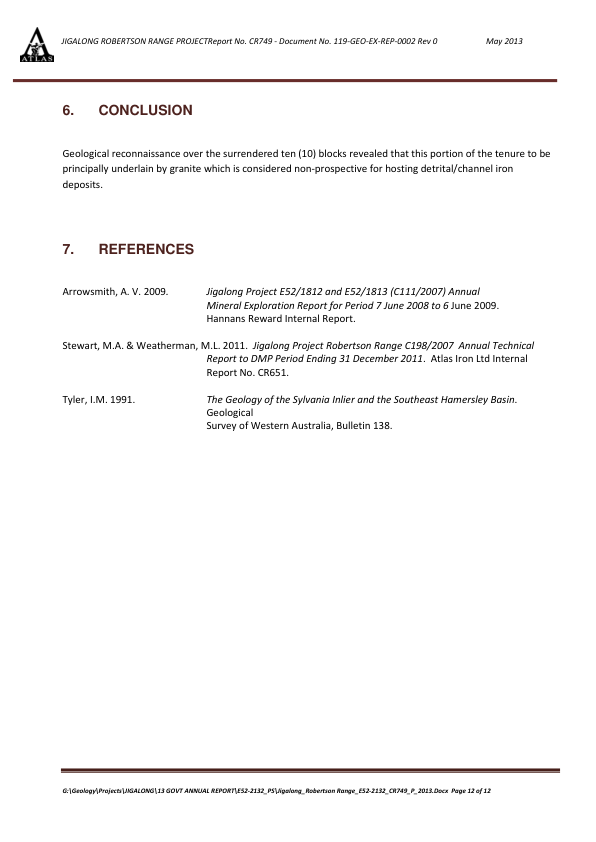 ATLAS
JIGALONG ROBERTSON RANGE PROJECTReport No. CR749 - Document No. 119-GEO-EX-REP-0002 Rev 0 May 2013
6. CONCLUSION
Geological reconnaissance over the surrendered ten (10) blocks revealed that this portion of the tenure to be
principally underlain by granite which is considered non-prospective for hosting detrital/channel iron
deposits.
7. REFERENCES
Arrowsmith, A. V. 2009. Jigalong Project E52/1812 and E52/1813 (C111/2007) Annual
Mineral Exploration Report for Period 7 June 2008 to 6 June 2009.
Hannans Reward Internal Report.
Stewart, M.A. & Weatherman, M.L. 2011. Jigalong Project Robertson Range C198/2007 Annual Technical
Report to DMP Period Ending 31 December 2011. Atlas Iron Ltd Internal
Report No. CR651.
Tyler, I.M. 1991. The Geology of the Sylvania Inlier and the Southeast Hamersley Basin.
Geological
Survey of Western Australia, Bulletin 138.
G:\Geology\Projects\JIGALONG\13 GOVT ANNUAL REPORT\E52-2132_PS\Jigalong_Robertson Range_E52-2132_CR749_P_2013.Docx Page 12 of 12